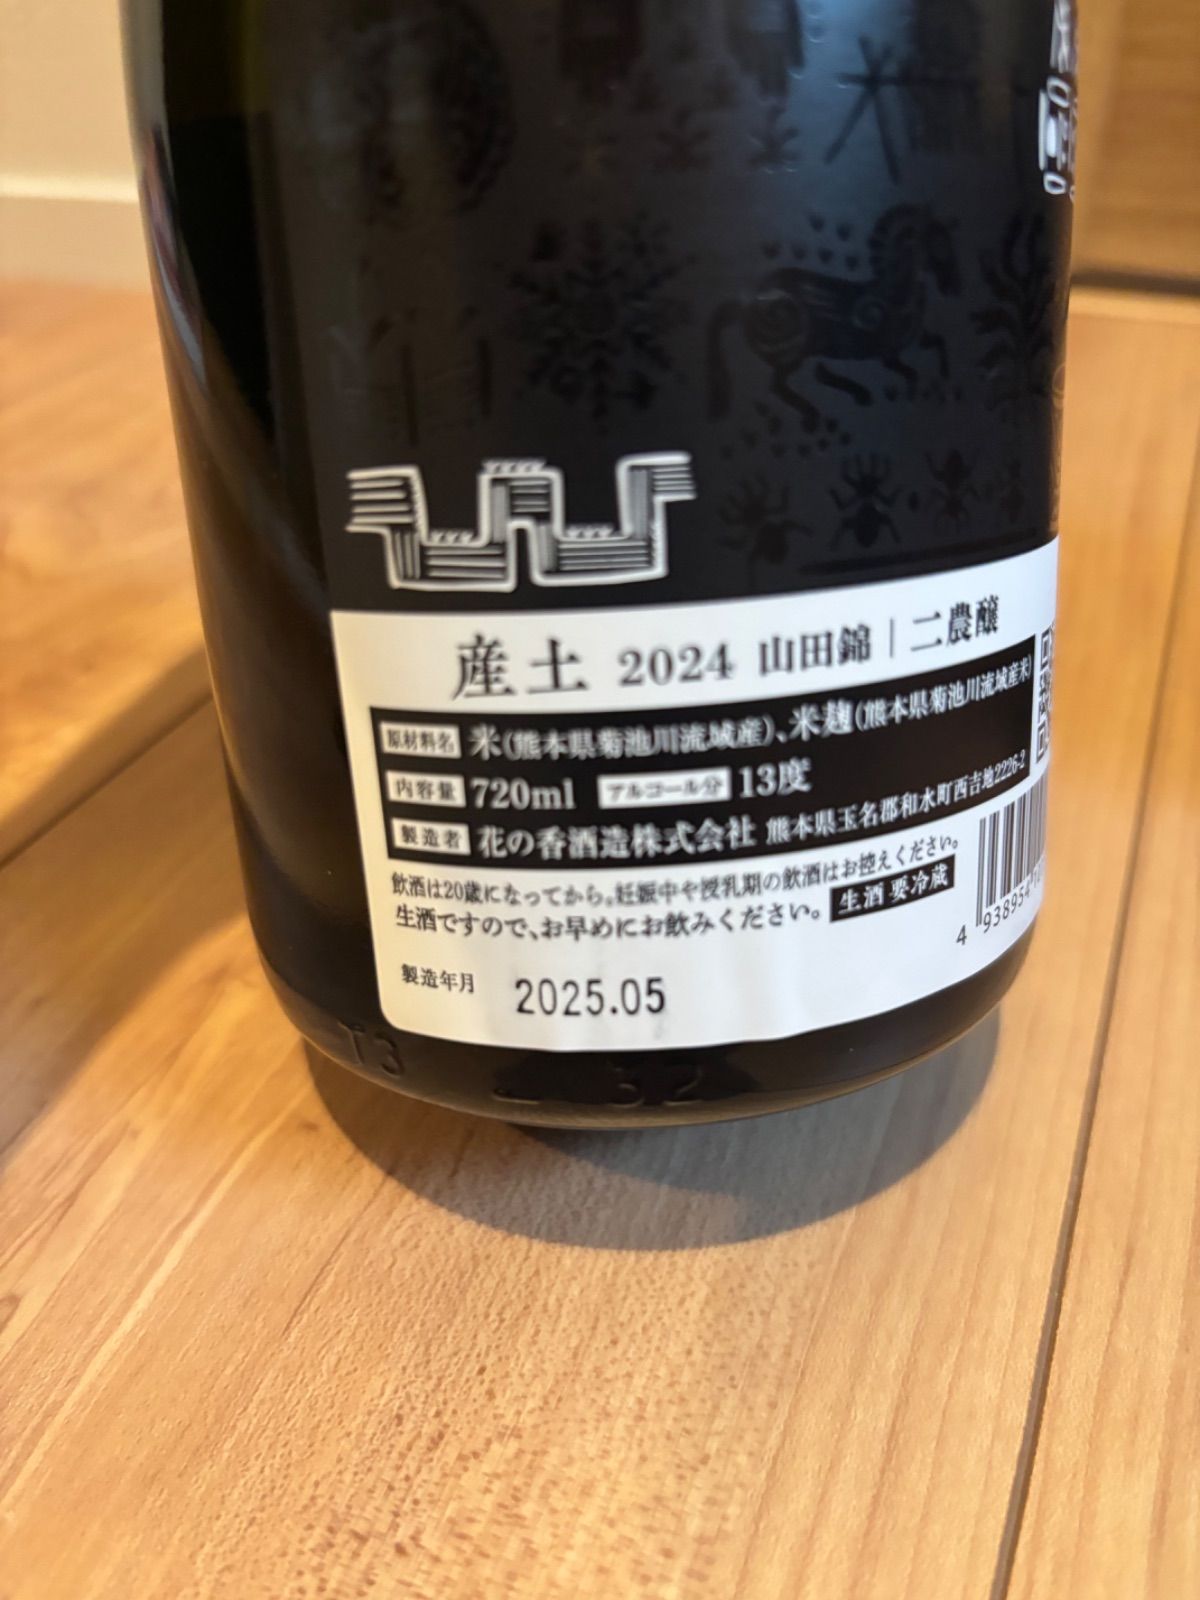 産土 2024 山田錦｜二農醸
原材料名 米(熊本県菊池川流域産)、米麹(熊本県菊池川流域産米)
内容量 720ml アルコール分 13度
製造者 花の香酒造株式会社 熊本県玉名郡和水町西吉地2226-2
飲酒は20歳になってから。妊娠中や授乳期の飲酒はお控えください。
生酒ですので、お早めにお飲みください。 生酒 要冷蔵
製造年月 2025.05
4 938954
T3 32